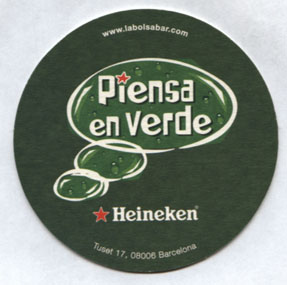 www.labolsabar.com
Piensa
en verde
Heineken®
Tuset 17, 08006 Barcelona